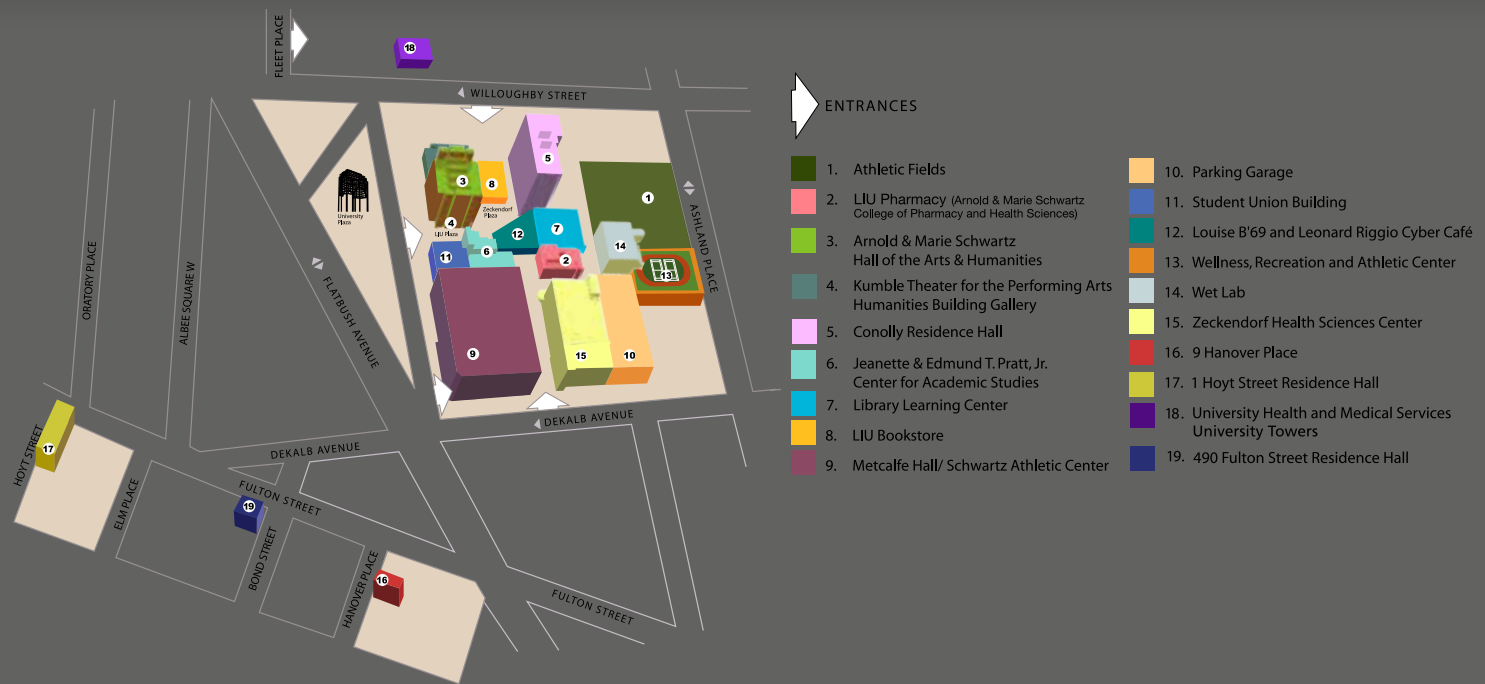 FLEET PLACE
18
WILLOUGHBY STREET
5
3
8
1
University
Plaza
Zeckendorf
Plaza
4
LIU Plaza
7
12
ASHLAND PLACE
14
6
11
2
13
ORATORY PLACE
ALBEE SQUARE W
FLATBUSH AVENUE
9
15
10
DEKALB AVENUE
DEKALB AVENUE
HOYT STREET
17
ELM PLACE
FULTON STREET
19
BOND STREET
HANOVER PLACE
16
FULTON STREET
ENTRANCES
1. Athletic Fields
2. LIU Pharmacy (Arnold & Marie Schwartz
College of Pharmacy and Health Sciences)
3. Arnold & Marie Schwartz
Hall of the Arts & Humanities
4. Kumble Theater for the Performing Arts
Humanities Building Gallery
5. Conolly Residence Hall
6. Jeanette & Edmund T. Pratt, Jr.
Center for Academic Studies
7. Library Learning Center
8. LIU Bookstore
9. Metcalfe Hall/ Schwartz Athletic Center
10. Parking Garage
11. Student Union Building
12. Louise B'69 and Leonard Riggio Cyber Café
13. Wellness, Recreation and Athletic Center
14. Wet Lab
15. Zeckendorf Health Sciences Center
16. 9 Hanover Place
17. 1 Hoyt Street Residence Hall
18. University Health and Medical Services
University Towers
19. 490 Fulton Street Residence Hall